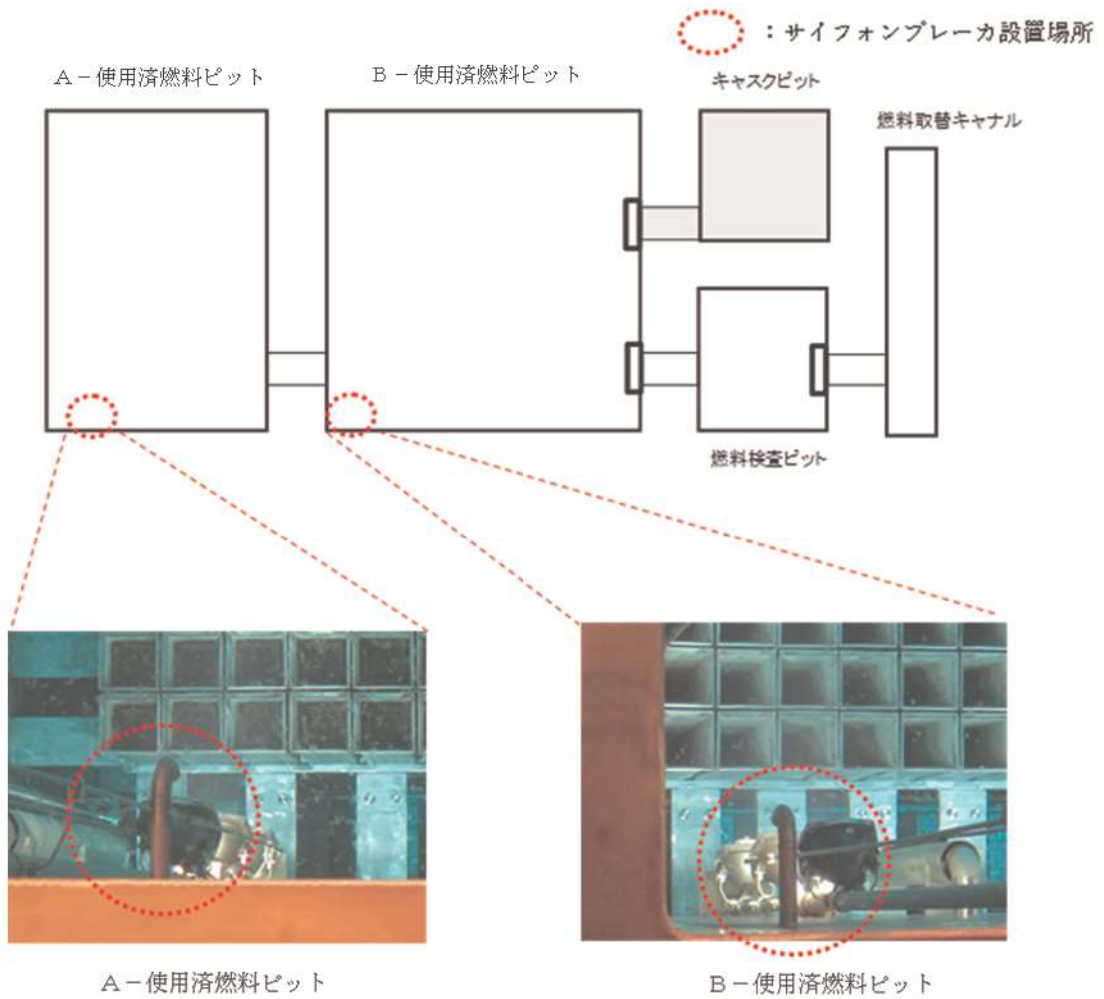 ：サイフォンブレーカ設置場所
A－使用済燃料ピット
B－使用済燃料ピット
キャスクピット
燃料取替キャナル
燃料検査ピット
A－使用済燃料ピット
B－使用済燃料ピット